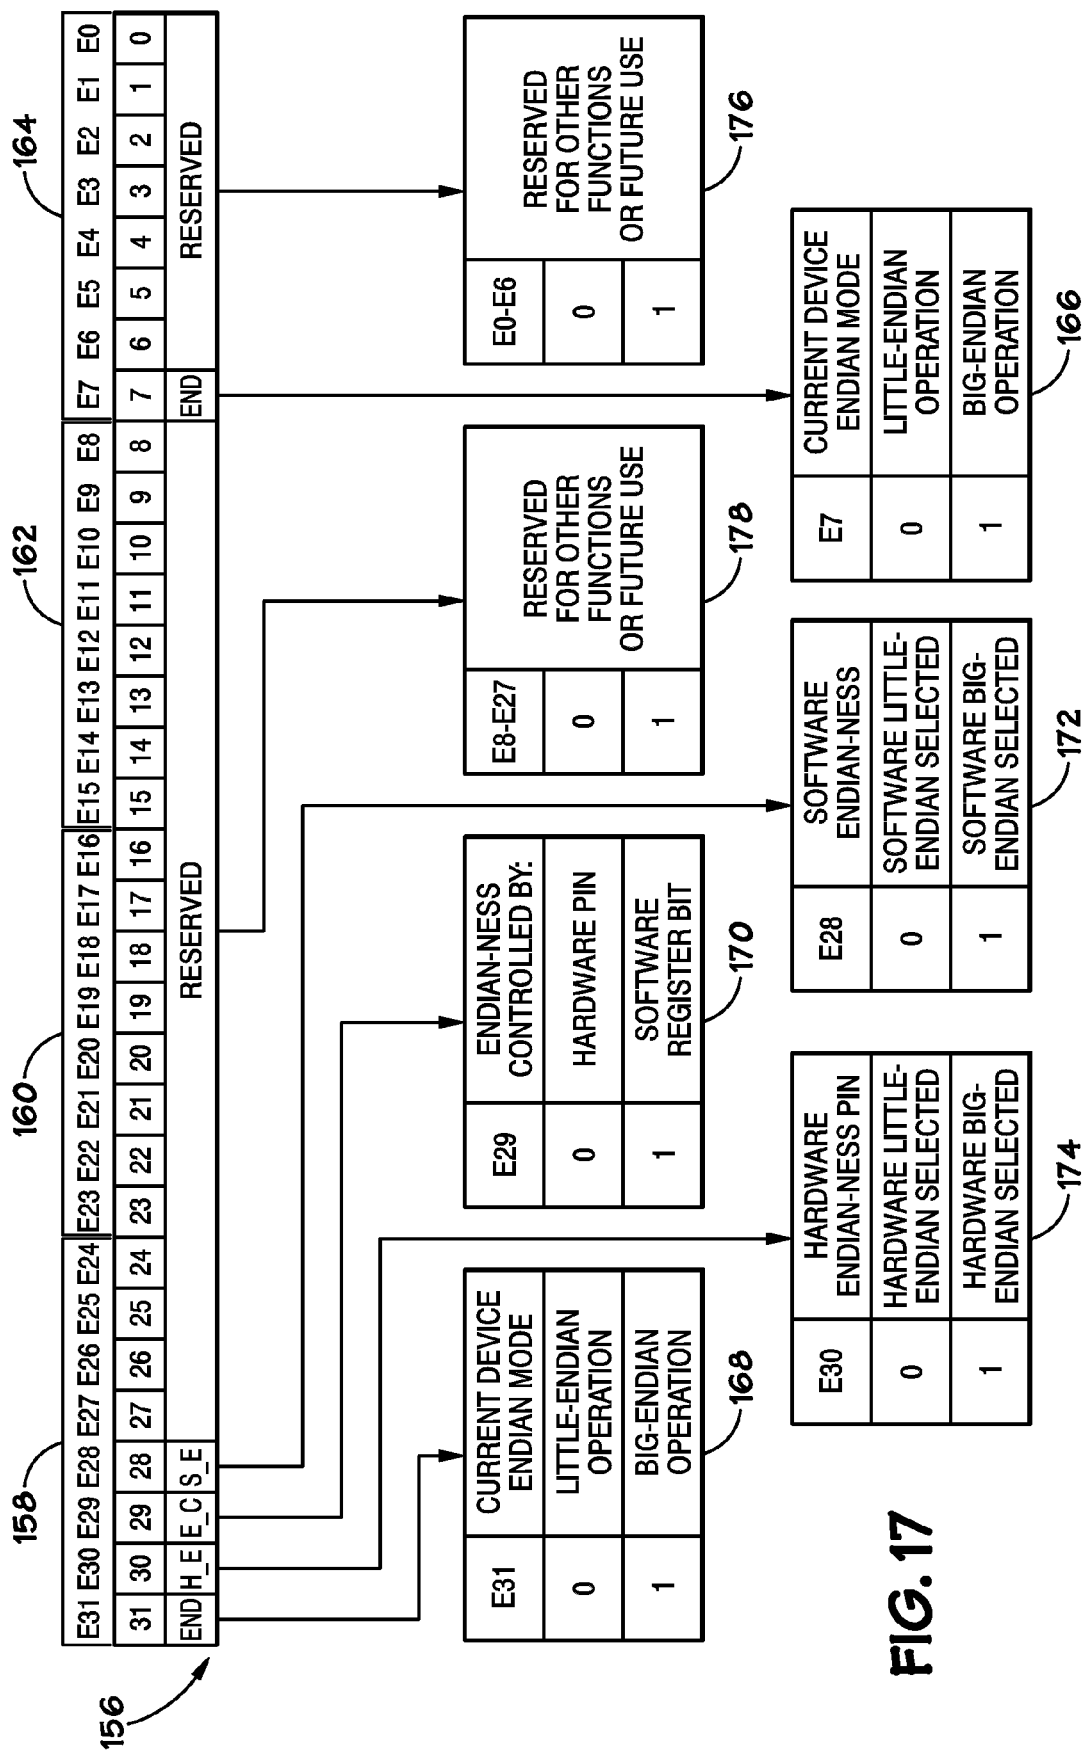 156
158
160
162
164
E31 E30 E29 E28 E27 E26 E25 E24 E23 E22 E21 E20 E19 E18 E17 E16 E15 E14 E13 E12 E11 E10 E9 E8 E7 E6 E5 E4 E3 E2 E1 E0
31 30 29 28 27 26 25 24 23 22 21 20 19 18 17 16 15 14 13 12 11 10 9 8 7 6 5 4 3 2 1 0
END H_E E_C S_E RESERVED END RESERVED
E31
CURRENT DEVICE
ENDIAN MODE
0
LITTLE-ENDIAN
OPERATION
1
BIG-ENDIAN
OPERATION
168
E29
ENDIAN-NESS
CONTROLLED BY:
0
HARDWARE PIN
1
SOFTWARE
REGISTER BIT
170
E8-E27
0
1
RESERVED
FOR OTHER
FUNCTIONS
OR FUTURE USE
178
E0-E6
0
1
RESERVED
FOR OTHER
FUNCTIONS
OR FUTURE USE
176
E30
HARDWARE
ENDIAN-NESS PIN
0
HARDWARE LITTLE-
ENDIAN SELECTED
1
HARDWARE BIG-
ENDIAN SELECTED
174
E28
SOFTWARE
ENDIAN-NESS
0
SOFTWARE LITTLE-
ENDIAN SELECTED
1
SOFTWARE BIG-
ENDIAN SELECTED
172
E7
CURRENT DEVICE
ENDIAN MODE
0
LITTLE-ENDIAN
OPERATION
1
BIG-ENDIAN
OPERATION
166
FIG. 17